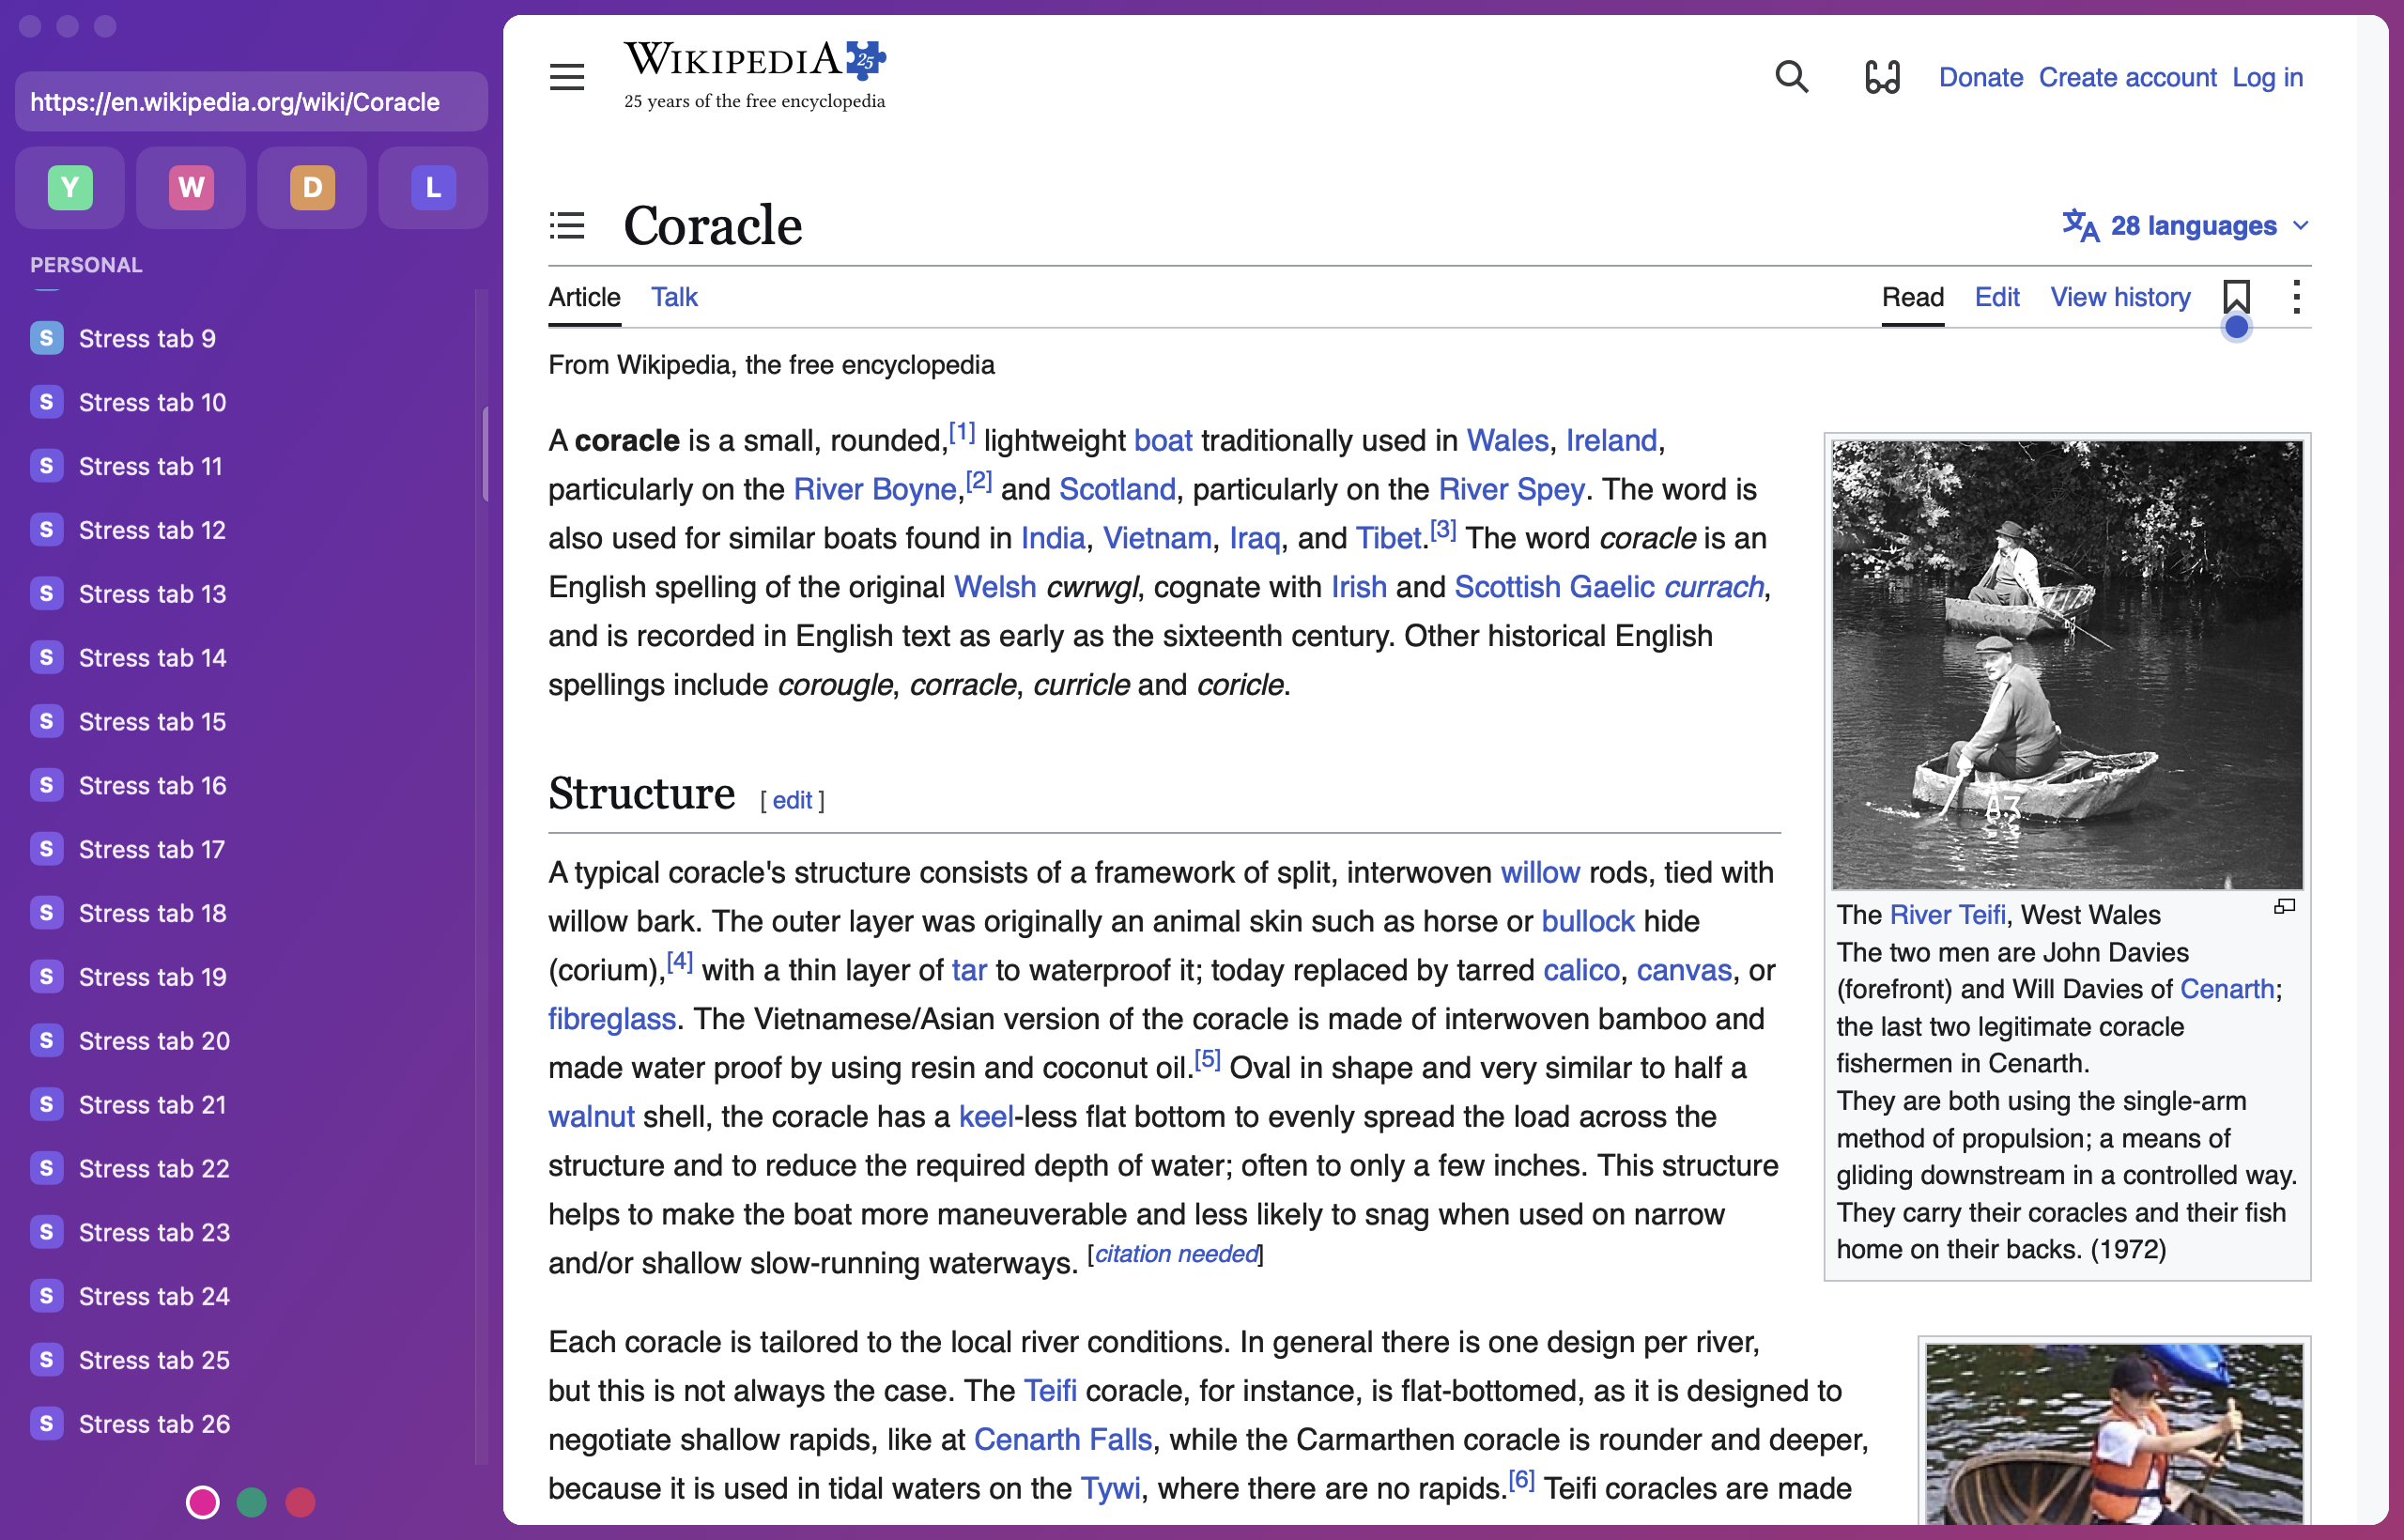 https://en.wikipedia.org/wiki/Coracle
Y
W
D
L
PERSONAL
S Stress tab 9
S Stress tab 10
S Stress tab 11
S Stress tab 12
S Stress tab 13
S Stress tab 14
S Stress tab 15
S Stress tab 16
S Stress tab 17
S Stress tab 18
S Stress tab 19
S Stress tab 20
S Stress tab 21
S Stress tab 22
S Stress tab 23
S Stress tab 24
S Stress tab 25
S Stress tab 26
WIKIPEDIA 25
25 years of the free encyclopedia
Donate Create account Log in
Coracle
28 languages
Article Talk
Read Edit View history
From Wikipedia, the free encyclopedia
A coracle is a small, rounded,[1] lightweight boat traditionally used in Wales, Ireland,
particularly on the River Boyne,[2] and Scotland, particularly on the River Spey. The word is
also used for similar boats found in India, Vietnam, Iraq, and Tibet.[3] The word coracle is an
English spelling of the original Welsh cwrwgl, cognate with Irish and Scottish Gaelic currach,
and is recorded in English text as early as the sixteenth century. Other historical English
spellings include corougle, corracle, curricle and coricle.
Structure [ edit ]
A typical coracle's structure consists of a framework of split, interwoven willow rods, tied with
willow bark. The outer layer was originally an animal skin such as horse or bullock hide
(corium),[4] with a thin layer of tar to waterproof it; today replaced by tarred calico, canvas, or
fibreglass. The Vietnamese/Asian version of the coracle is made of interwoven bamboo and
made water proof by using resin and coconut oil.[5] Oval in shape and very similar to half a
walnut shell, the coracle has a keel-less flat bottom to evenly spread the load across the
structure and to reduce the required depth of water; often to only a few inches. This structure
helps to make the boat more maneuverable and less likely to snag when used on narrow
and/or shallow slow-running waterways. [citation needed]
Each coracle is tailored to the local river conditions. In general there is one design per river,
but this is not always the case. The Teifi coracle, for instance, is flat-bottomed, as it is designed to
negotiate shallow rapids, like at Cenarth Falls, while the Carmarthen coracle is rounder and deeper,
because it is used in tidal waters on the Tywi, where there are no rapids.[6] Teifi coracles are made
A3
The River Teifi, West Wales
The two men are John Davies
(forefront) and Will Davies of Cenarth;
the last two legitimate coracle
fishermen in Cenarth.
They are both using the single-arm
method of propulsion; a means of
gliding downstream in a controlled way.
They carry their coracles and their fish
home on their backs. (1972)